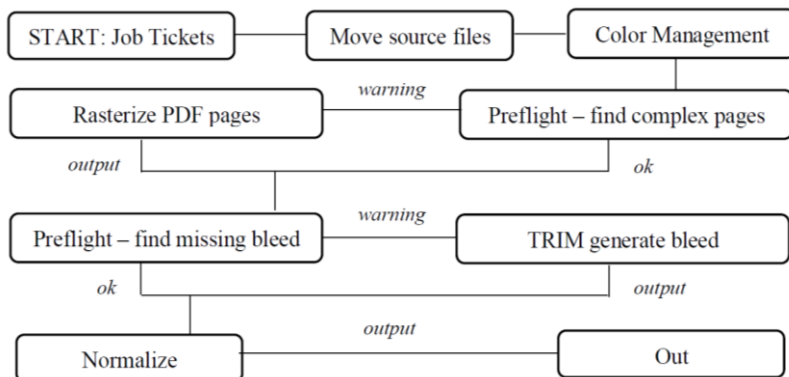 START: Job Tickets
Move source files
Color Management
warning
Rasterize PDF pages
Preflight – find complex pages
output
ok
warning
Preflight – find missing bleed
TRIM generate bleed
ok
output
output
Normalize
Out